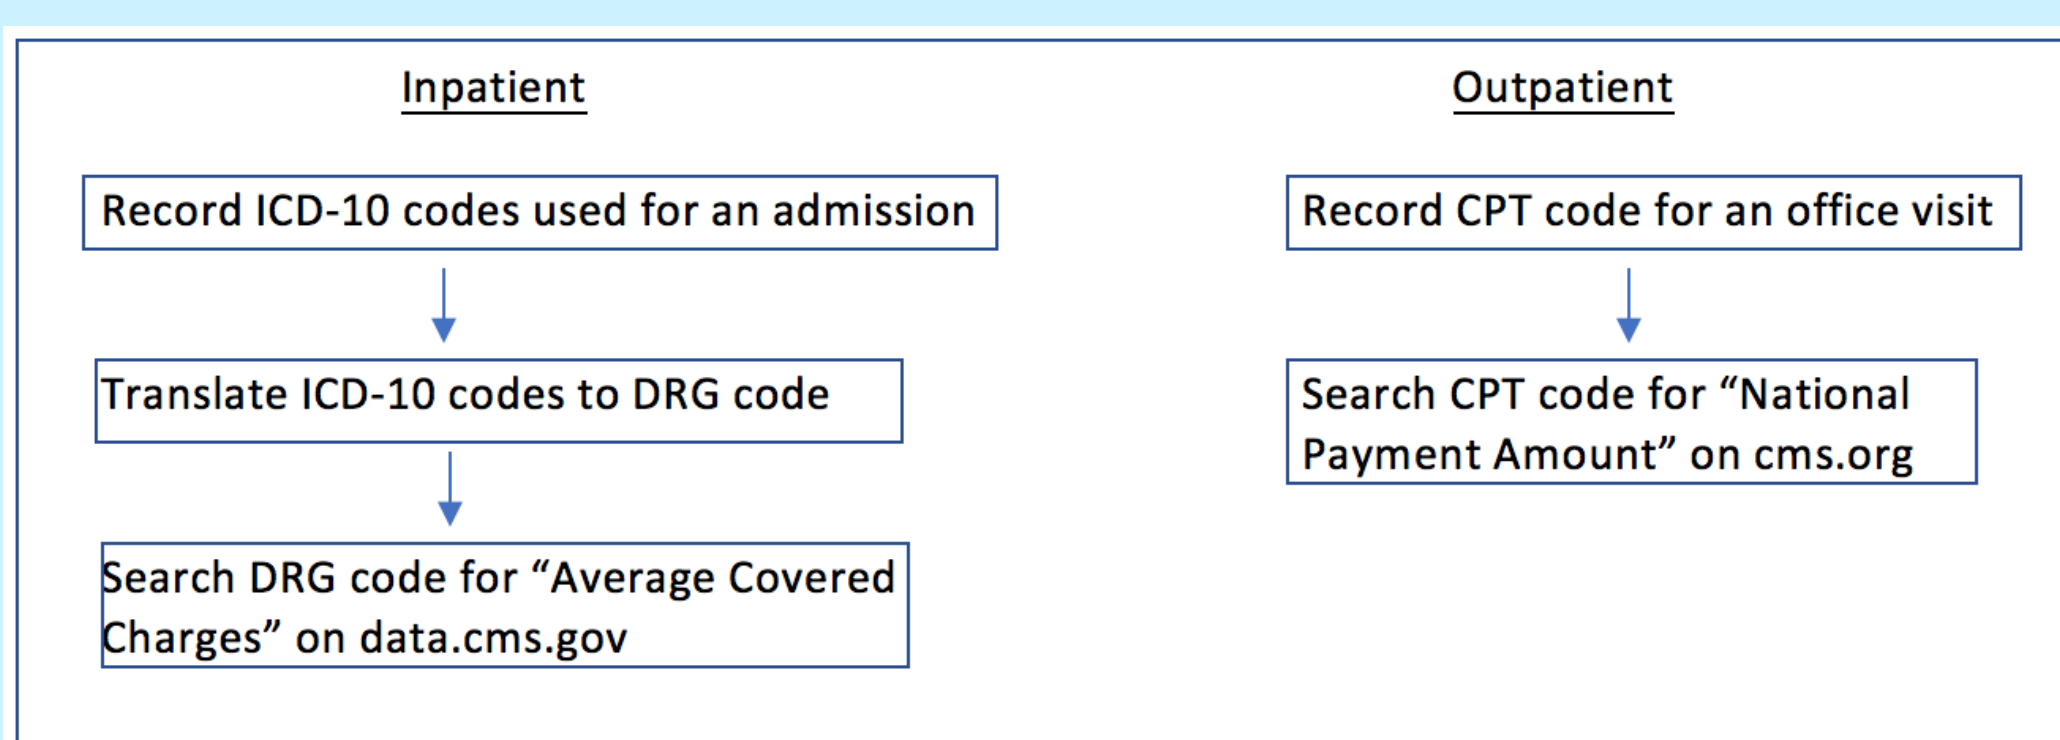 Inpatient
Record ICD-10 codes used for an admission
Translate ICD-10 codes to DRG code
Search DRG code for “Average Covered
Charges” on data.cms.gov
Outpatient
Record CPT code for an office visit
Search CPT code for “National
Payment Amount” on cms.org